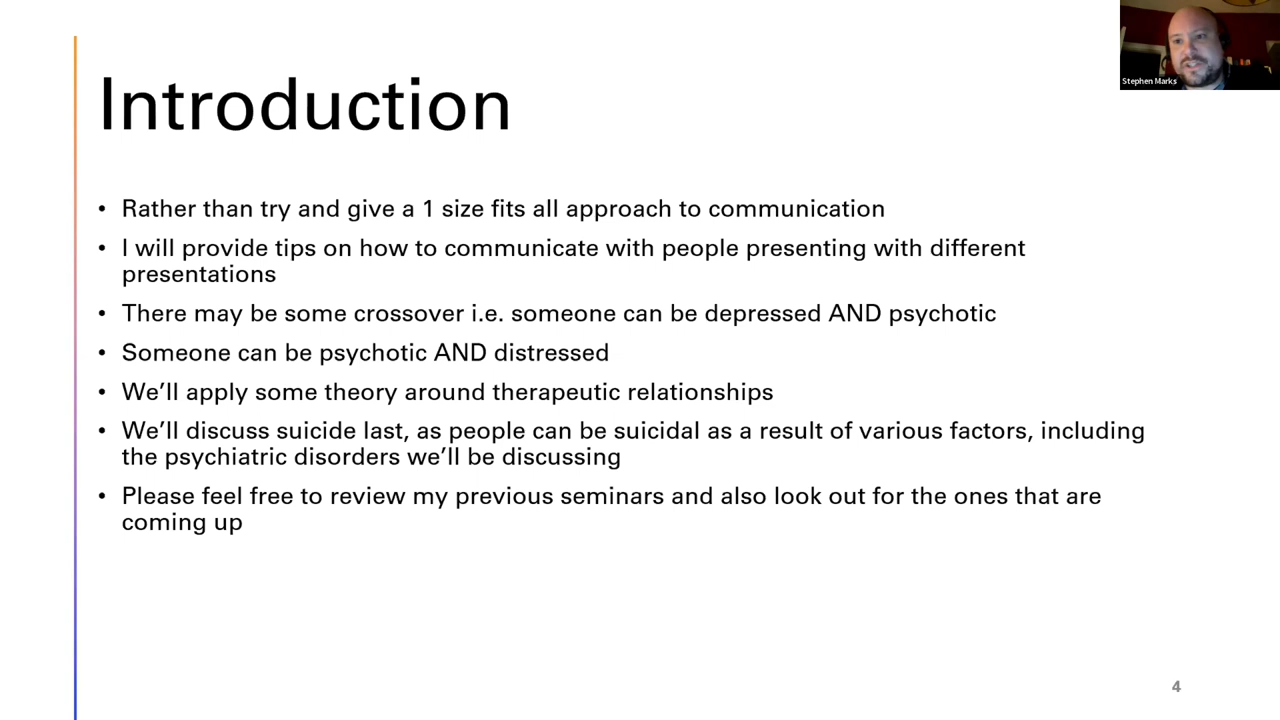 Stephen Marks
Introduction
• Rather than try and give a 1 size fits all approach to communication
• I will provide tips on how to communicate with people presenting with different
presentations
• There may be some crossover i.e. someone can be depressed AND psychotic
• Someone can be psychotic AND distressed
• We’ll apply some theory around therapeutic relationships
• We’ll discuss suicide last, as people can be suicidal as a result of various factors, including
the psychiatric disorders we’ll be discussing
• Please feel free to review my previous seminars and also look out for the ones that are
coming up
4